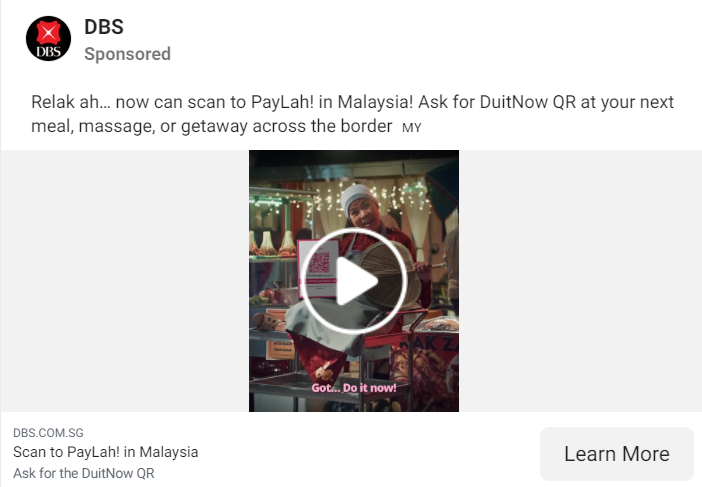 DBS
DBS
Sponsored
Relak ah... now can scan to PayLah! in Malaysia! Ask for DuitNow QR at your next
meal, massage, or getaway across the border MY
AK Z
Got... Do it now!
DBS.COM.SG
Scan to PayLah! in Malaysia
Ask for the DuitNow QR
Learn More